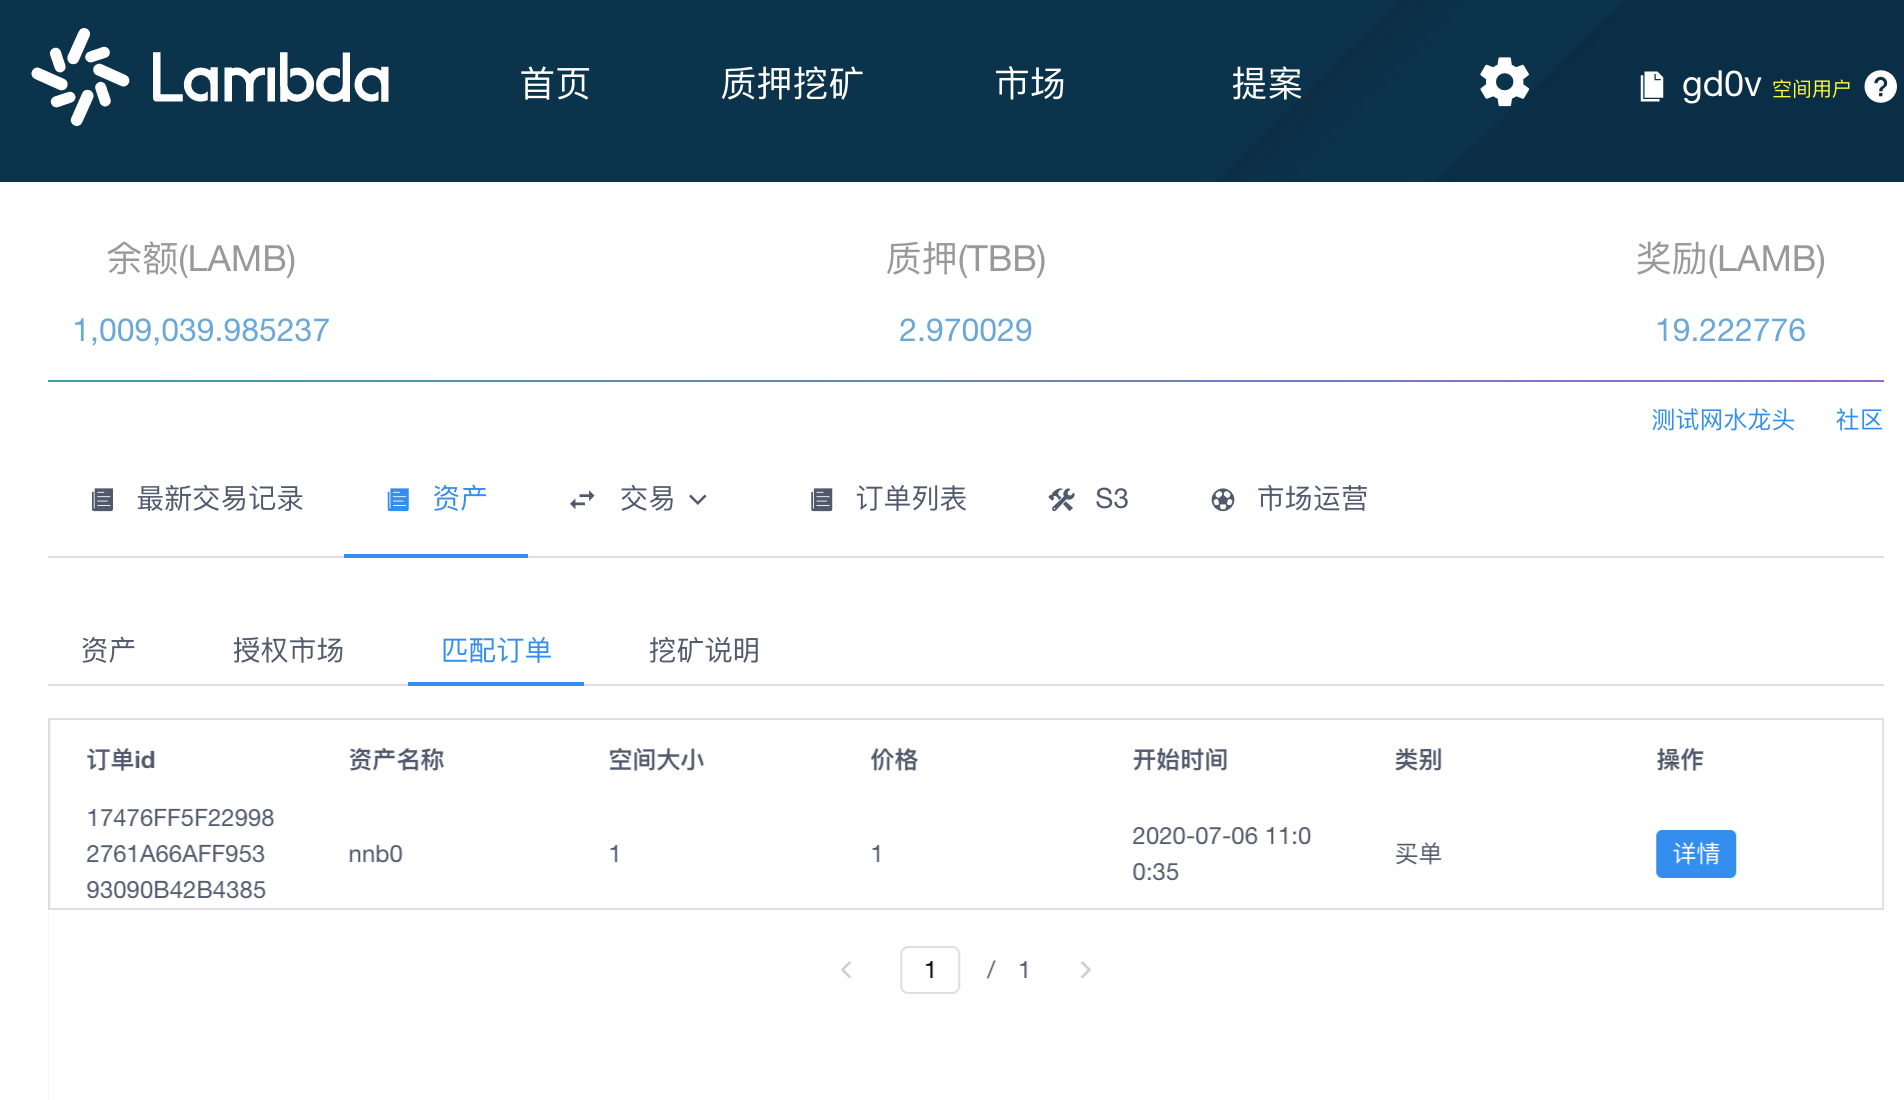 Lambda
首页
质押挖矿
市场
提案
gd0v 空间用户
余额(LAMB)
质押(TBB)
奖励(LAMB)
1,009,039.985237
2.970029
19.222776
测试网水龙头
社区
最新交易记录
资产
交易
订单列表
S3
市场运营
资产
授权市场
匹配订单
挖矿说明
订单id
资产名称
空间大小
价格
开始时间
类别
操作
17476FF5F22998
2761A66AFF953
93090B42B4385
nnb0
1
1
2020-07-06 11:0
0:35
买单
详情
1 / 1